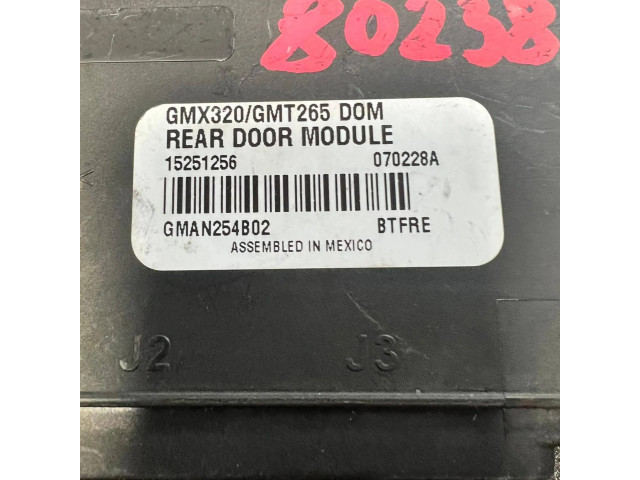 80238
GMX320/GMT265 DOM
REAR DOOR MODULE
15251256 070228A
GMAN254B02 BTFRE
ASSEMBLED IN MEXICO
J2 J3